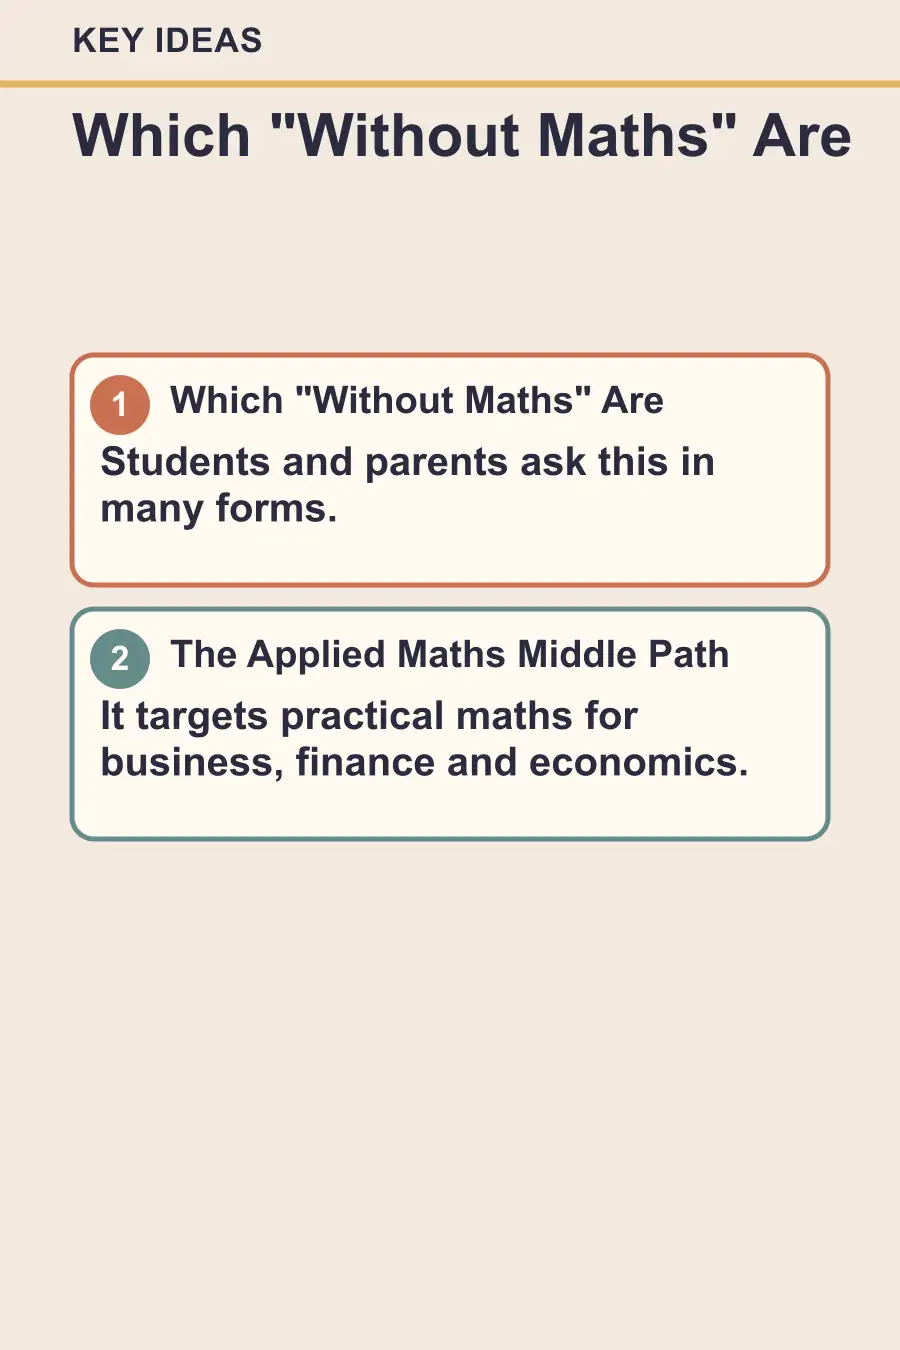 KEY IDEAS
Which "Without Maths" Are
1
Which "Without Maths" Are
Students and parents ask this in
many forms.
2
The Applied Maths Middle Path
It targets practical maths for
business, finance and economics.